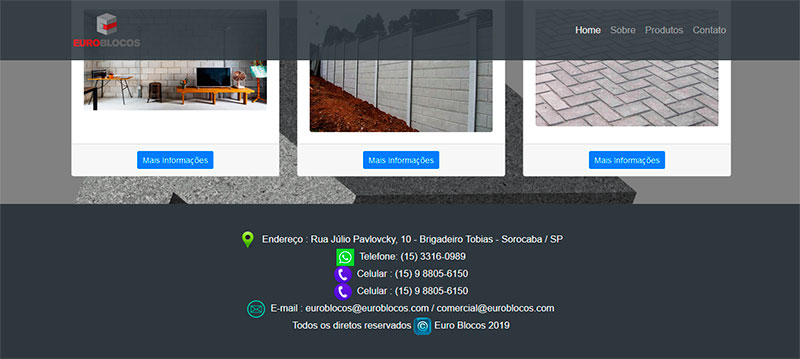 EUROBLOCOS
Home Sobre Produtos Contato
Mais Informações Mais Informações Mais Informações
Endereço : Rua Júlio Pavlovcky, 10 - Brigadeiro Tobias - Sorocaba / SP
Telefone: (15) 3316-0989
Celular : (15) 9 8805-6150
Celular : (15) 9 8805-6150
E-mail : euroblocos@euroblocos.com / comercial@euroblocos.com
Todos os diretos reservados © Euro Blocos 2019